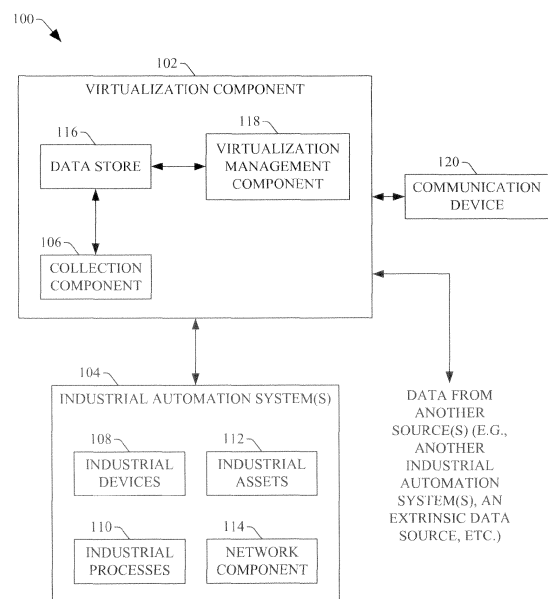 100
102
VIRTUALIZATION COMPONENT
116
DATA STORE
118
VIRTUALIZATION
MANAGEMENT
COMPONENT
120
COMMUNICATION
DEVICE
106
COLLECTION
COMPONENT
104
INDUSTRIAL AUTOMATION SYSTEM(S)
108
INDUSTRIAL
DEVICES
112
INDUSTRIAL
ASSETS
110
INDUSTRIAL
PROCESSES
114
NETWORK
COMPONENT
DATA FROM
ANOTHER
SOURCE(S) (E.G.,
ANOTHER
INDUSTRIAL
AUTOMATION
SYSTEM(S), AN
EXTRINSIC DATA
SOURCE, ETC.)